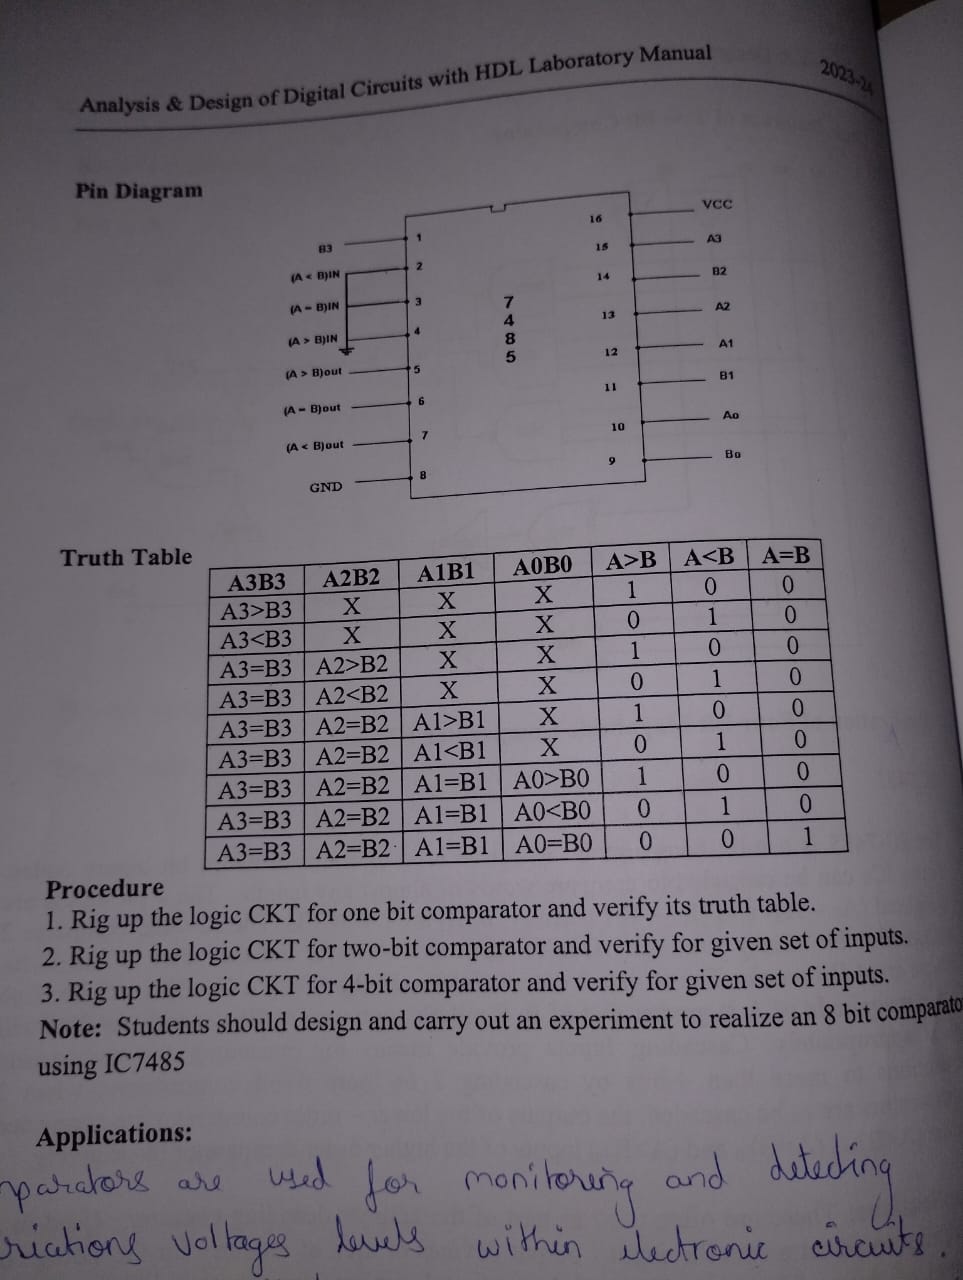 Analysis & Design of Digital Circuits with HDL Laboratory Manual 2023-24
Pin Diagram
B3 1 16 VCC
(A < B)IN 2 15 A3
(A = B)IN 3 14 B2
(A > B)IN 4 13 A2
(A > B)out 5 12 A1
(A = B)out 6 11 B1
(A < B)out 7 10 Ao
GND 8 9 Bo
7
4
8
5
Truth Table
A3B3 A2B2 A1B1 A0B0 A>B A<B A=B
A3>B3 X X X 1 0 0
A3<B3 X X X 0 1 0
A3=B3 A2>B2 X X 1 0 0
A3=B3 A2<B2 X X 0 1 0
A3=B3 A2=B2 A1>B1 X 1 0 0
A3=B3 A2=B2 A1<B1 X 0 1 0
A3=B3 A2=B2 A1=B1 A0>B0 1 0 0
A3=B3 A2=B2 A1=B1 A0<B0 0 1 0
A3=B3 A2=B2 A1=B1 A0=B0 0 0 1
Procedure
1. Rig up the logic CKT for one bit comparator and verify its truth table.
2. Rig up the logic CKT for two-bit comparator and verify for given set of inputs.
3. Rig up the logic CKT for 4-bit comparator and verify for given set of inputs.
Note: Students should design and carry out an experiment to realize an 8 bit comparato
using IC7485
Applications:
mparators are used for monitoreng and detecting
riations voltages levels within electronic circuits.